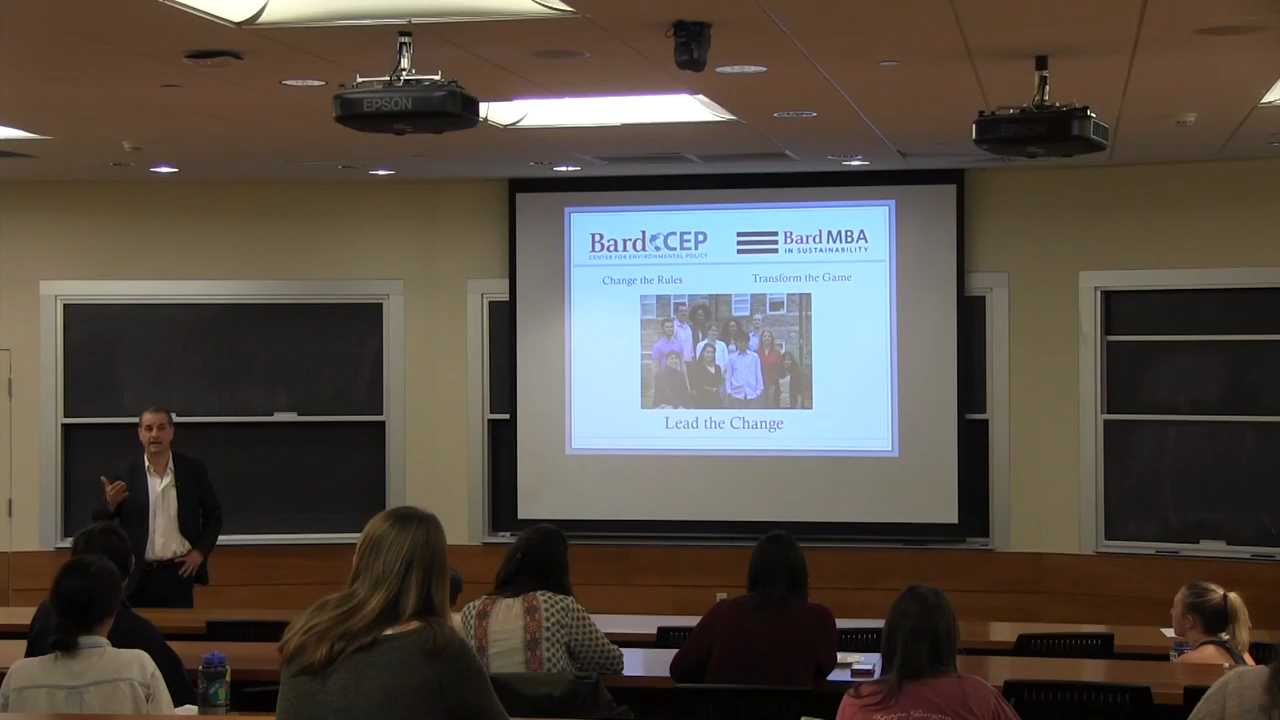 EPSON
EPSON
Bard CEP
CENTER FOR ENVIRONMENTAL POLICY
Bard MBA
IN SUSTAINABILITY
Change the Rules
Transform the Game
Lead the Change